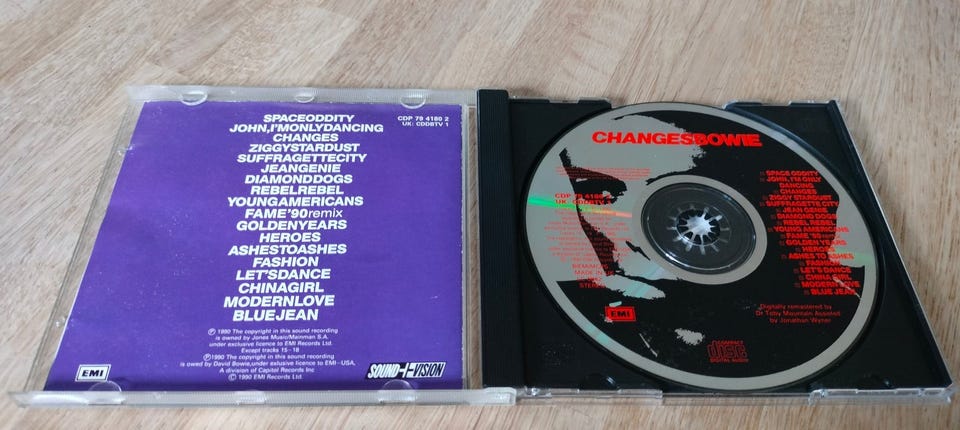 SPACEODDITY
JOHN,I'MONLYDANCING
CHANGES
ZIGGYSTARDUST
SUFFRAGETTECITY
JEANGENIE
DIAMONDDOGS
REBELREBEL
YOUNGAMERICANS
FAME'90remix
GOLDENYEARS
HEROES
ASHESTOASHES
FASHION
LET'SDANCE
CHINAGIRL
MODERNLOVE
BLUEJEAN
CDP 79 4180 2
UK: CDDBTV 1
Ⓟ 1990 The copyright in this sound recording
is owned by Jones Music/Mainman S.A.
under exclusive licence to EMI Records Ltd.
Except tracks 15-18
Ⓟ1990 The copyright in this sound recording
is owed by David Bowie,under exlusive licence to EMI-USA,
A division of Capitol Records Inc
© 1990 EMI Records Ltd.
EMI
SOUND+VISION
CHANGESBOWIE
CDP 79 4180
UK: CDDBTV
MADE IN
STEREO
EMI
SPACE ODDITY
JOHN, I'M ONLY
DANCING
CHANGES
ZIGGY STARDUST
SUFFRAGETTE CITY
JEAN GENIE
DIAMOND DOGS
REBEL REBEL
YOUNG AMERICANS
FAME '90
GOLDEN YEARS
HEROES
ASHES TO ASHES
FASHION
LET'S DANCE
CHINA GIRL
MODERN LOVE
BLUE JEAN
Digitally remastered by
Dr Toby Mountain Assisted
by Jonathan Wyner
COMPACT
disc
DIGITAL AUDIO